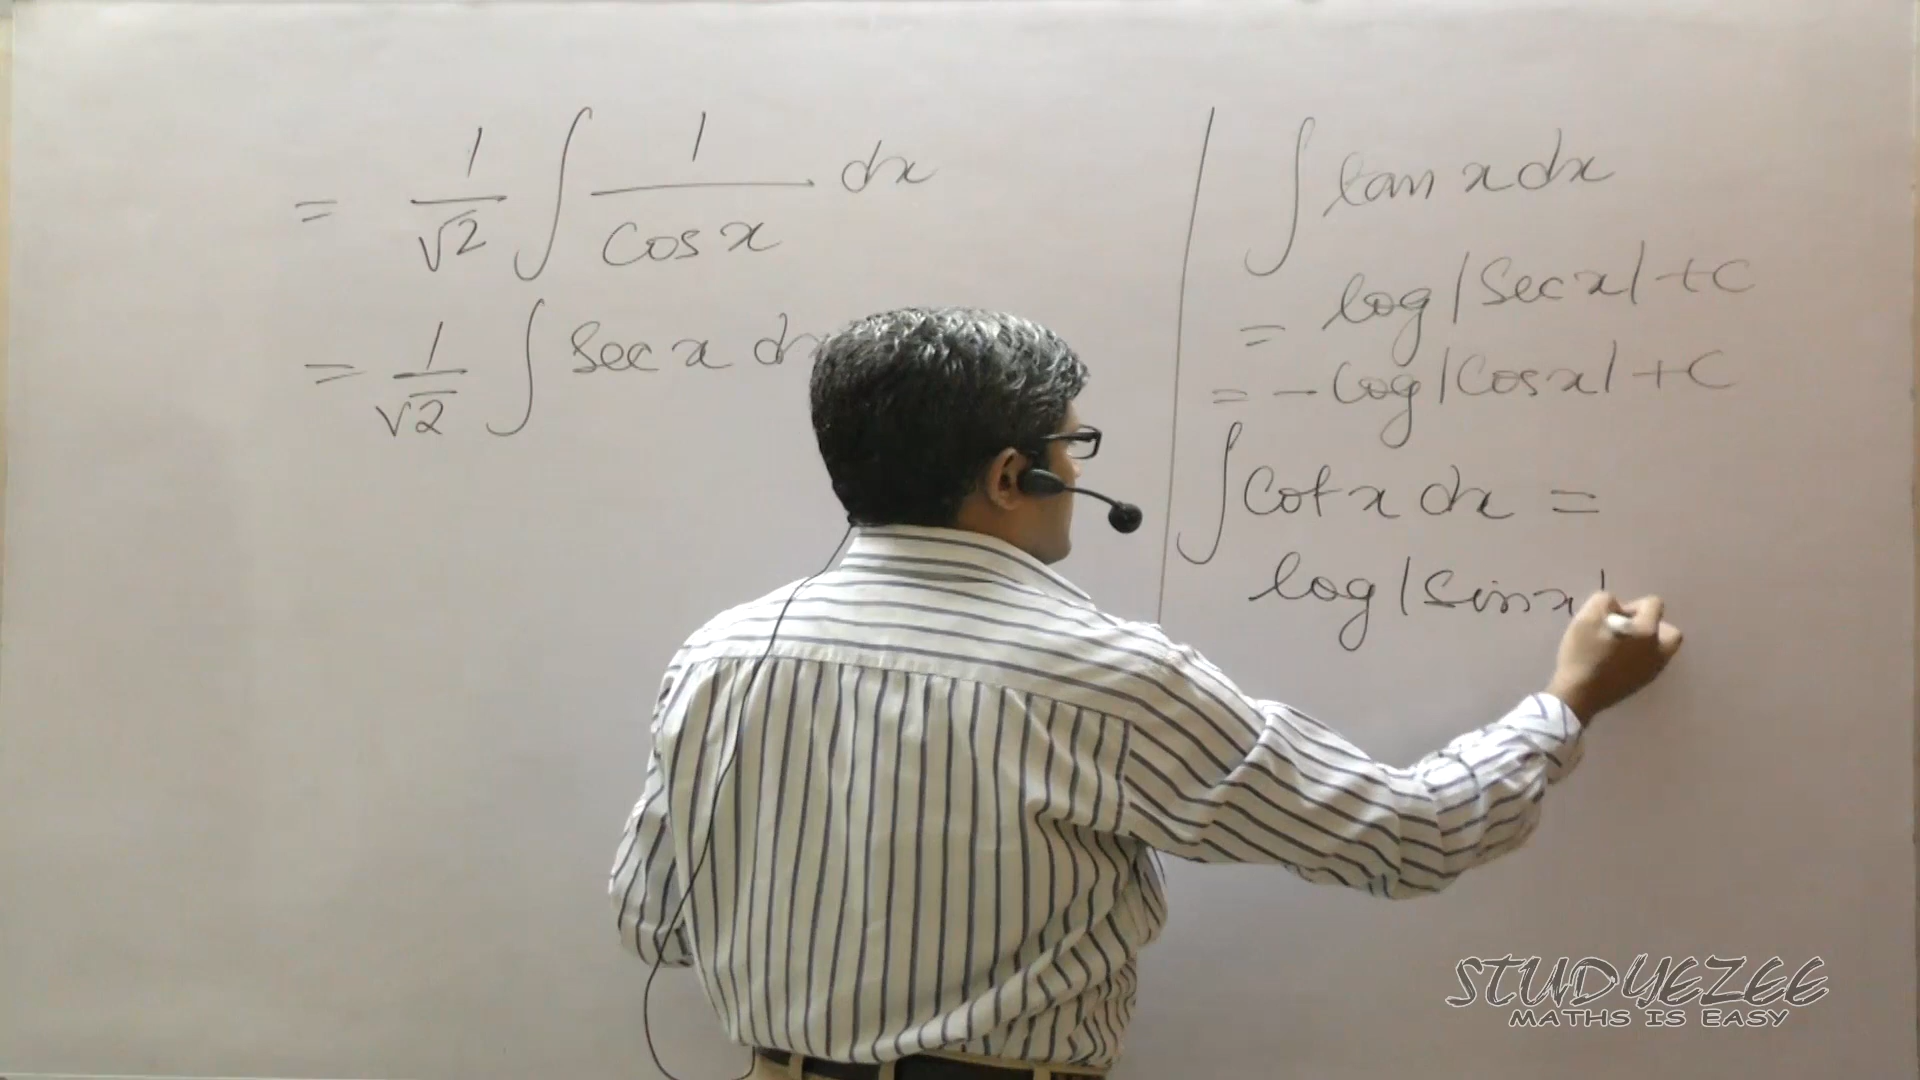 = 1/√2 ∫ 1/cos x dx
= 1/√2 ∫ Sec x dx
∫ tan x dx
= log |Sec x| + C
= - log |Cos x| + C
∫ Cot x dx =
log |Sin x|
STUDYEZEE
MATHS IS EASY